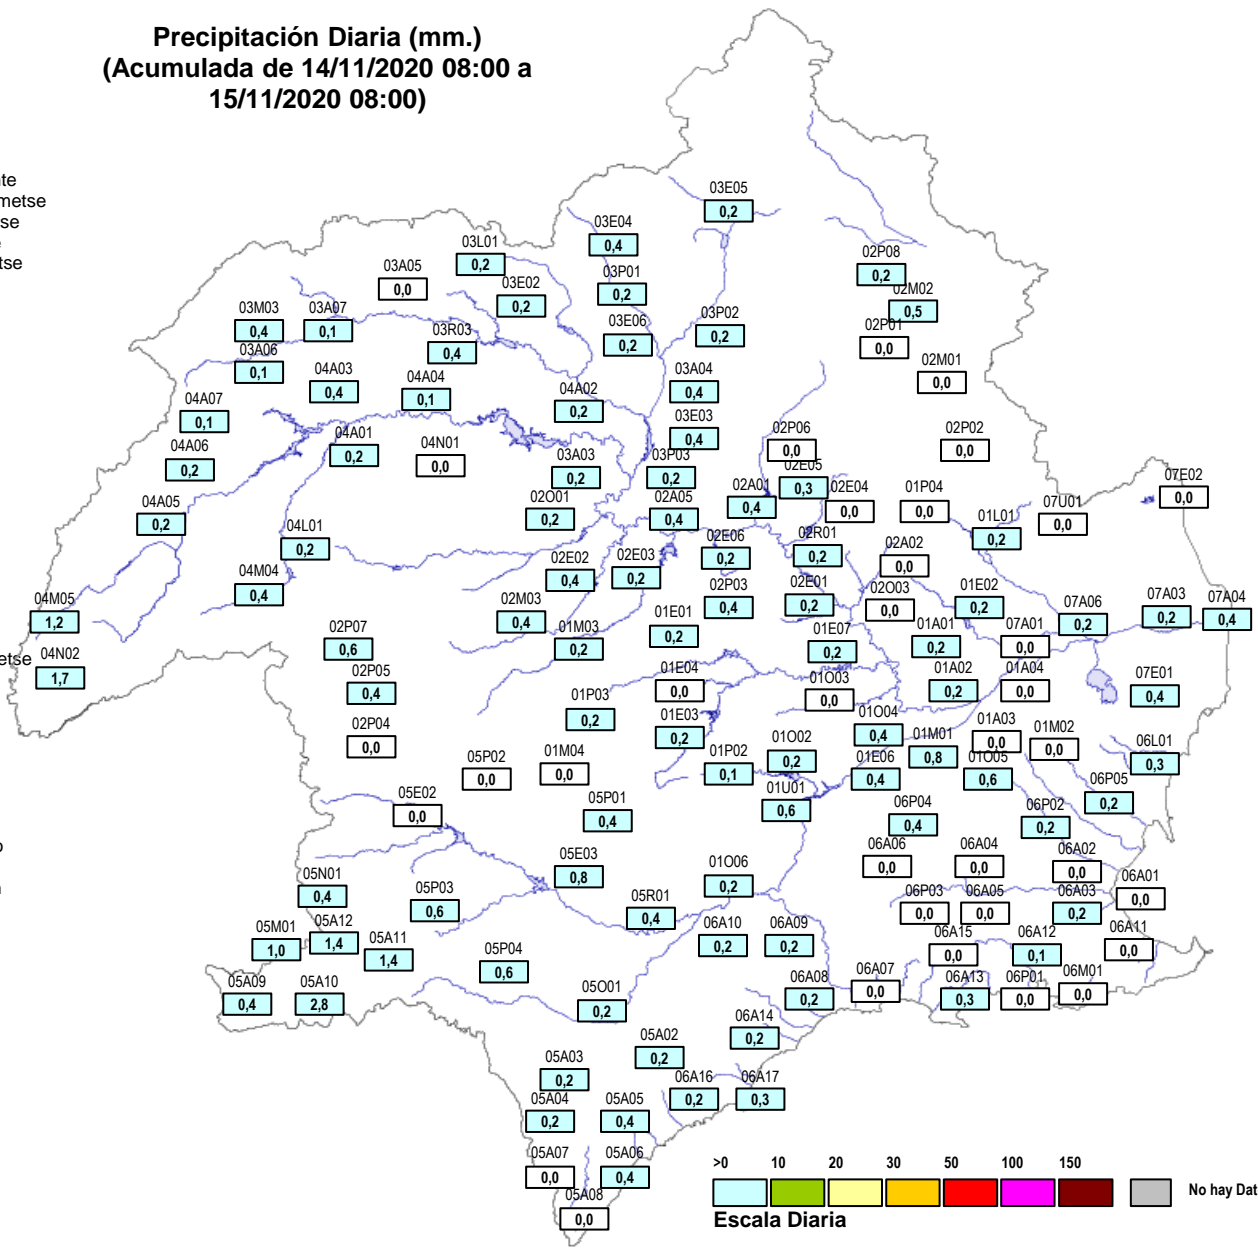 Precipitación Diaria (mm.)
(Acumulada de 14/11/2020 08:00 a
15/11/2020 08:00)
nte
metse
tse
03E05
0,2
03E04
0,4
03L01
0,2
03A05
0,0
03P01
0,2
03E02
0,2
02P08
0,2
02M02
0,5
03M03
0,4
03A07
0,1
03R03
0,4
03E06
0,2
03P02
0,2
02P01
0,0
03A06
0,1
02M01
0,0
04A03
0,4
04A04
0,1
04A02
0,2
03A04
0,4
04A07
0,1
03E03
0,4
04A06
0,2
04A01
0,2
04N01
0,0
03A03
0,2
03P03
0,2
02P06
0,0
02P02
0,0
02E05
0,3
07E02
0,0
04A05
0,2
02O01
0,2
02A05
0,4
02A01
0,4
02E04
0,0
01P04
0,0
07U01
0,0
01L01
0,2
04L01
0,2
02E06
0,2
02R01
0,2
02A02
0,0
04M04
0,4
02E02
0,4
02E03
0,2
04M05
1,2
02M03
0,4
02P03
0,4
02E01
0,2
02O03
0,0
01E02
0,2
07A06
0,2
07A03
0,2
07A04
0,4
01M03
0,2
01E01
0,2
01E07
0,2
01A01
0,2
07A01
0,0
etse
04N02
1,7
02P07
0,6
02P05
0,4
01E04
0,0
01O03
0,0
01A02
0,2
01A04
0,0
07E01
0,4
01P03
0,2
02P04
0,0
01E03
0,2
01O04
0,4
01M01
0,8
01A03
0,0
01M02
0,0
06L01
0,3
05P02
0,0
01M04
0,0
01P02
0,1
01O02
0,2
01E06
0,4
01O05
0,6
06P05
0,2
05E02
0,0
05P01
0,4
01U01
0,6
06P04
0,4
06P02
0,2
05E03
0,8
01O06
0,2
06A06
0,0
06A04
0,0
06A02
0,0
06A01
0,0
05N01
0,4
05P03
0,6
05R01
0,4
06P03
0,0
06A05
0,0
06A03
0,2
05M01
1,0
05A12
1,4
05A11
1,4
06A10
0,2
06A09
0,2
06A15
0,0
06A12
0,1
06A11
0,0
05P04
0,6
05A09
0,4
05A10
2,8
05O01
0,2
06A08
0,2
06A07
0,0
06A13
0,3
06P01
0,0
06M01
0,0
06A14
0,2
05A02
0,2
05A03
0,2
06A16
0,2
06A17
0,3
05A04
0,2
05A05
0,4
05A07
0,0
05A06
0,4
05A08
0,0
>0 10 20 30 50 100 150
No hay Dat
Escala Diaria